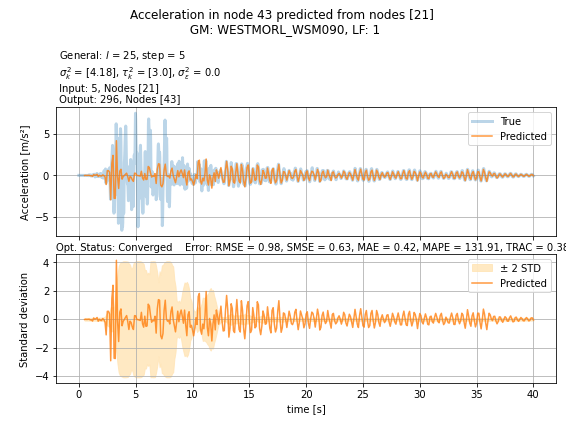 Acceleration in node 43 predicted from nodes [21]
GM: WESTMORL_WSM090, LF: 1
General: l = 25, step = 5
σ²ₖ = [4.18], τ²ₖ = [3.0], σ²ε = 0.0
Input: 5, Nodes [21]
Output: 296, Nodes [43]
Acceleration [m/s²]
5
0
−5
True
Predicted
Opt. Status: Converged Error: RMSE = 0.98, SMSE = 0.63, MAE = 0.42, MAPE = 131.91, TRAC = 0.38
Standard deviation
4
2
0
−2
−4
± 2 STD
Predicted
0 5 10 15 20 25 30 35 40
time [s]